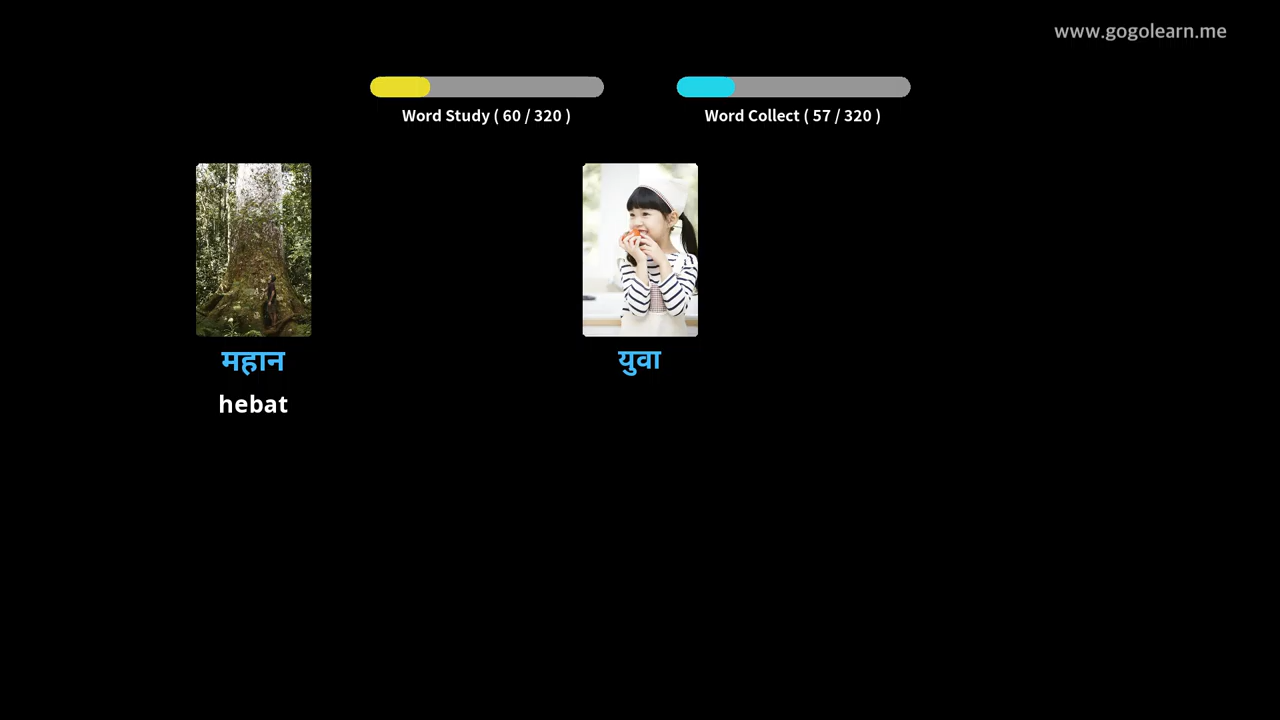 www.gogolearn.me
Word Study ( 60 / 320 )
Word Collect ( 57 / 320 )
महान
hebat
युवा